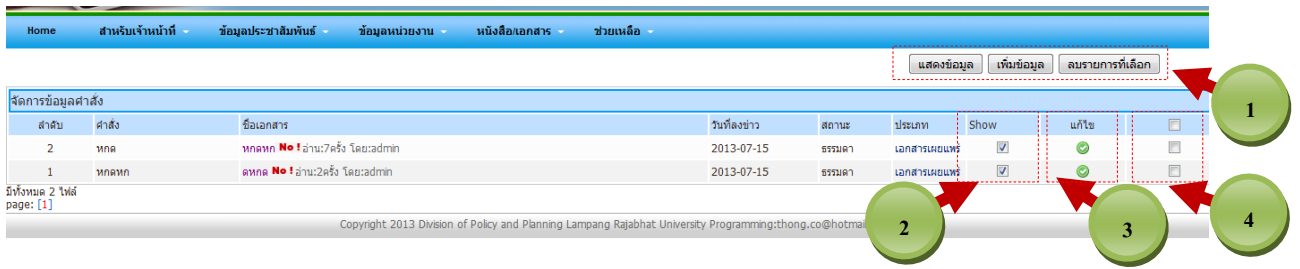 Home สำหรับเจ้าหน้าที่ ข้อมูลประชาสัมพันธ์ ข้อมูลหน่วยงาน หนังสือ/เอกสาร ช่วยเหลือ
แสดงข้อมูล เพิ่มข้อมูล ลบรายการที่เลือก
1
จัดการข้อมูลคำสั่ง
ลำดับ คำสั่ง ชื่อเอกสาร วันที่ลงข่าว สถานะ ประเภท Show แก้ไข
2 หกด หกดหก No ! อ่าน:7ครั้ง โดย:admin 2013-07-15 ธรรมดา เอกสารเผยแพร่
1 หกดหก ดหกด No ! อ่าน:2ครั้ง โดย:admin 2013-07-15 ธรรมดา เอกสารเผยแพร่
มีทั้งหมด 2 ไฟล์
page: [1]
Copyright 2013 Division of Policy and Planning Lampang Rajabhat University Programming:thong.co@hotmail
2 3 4